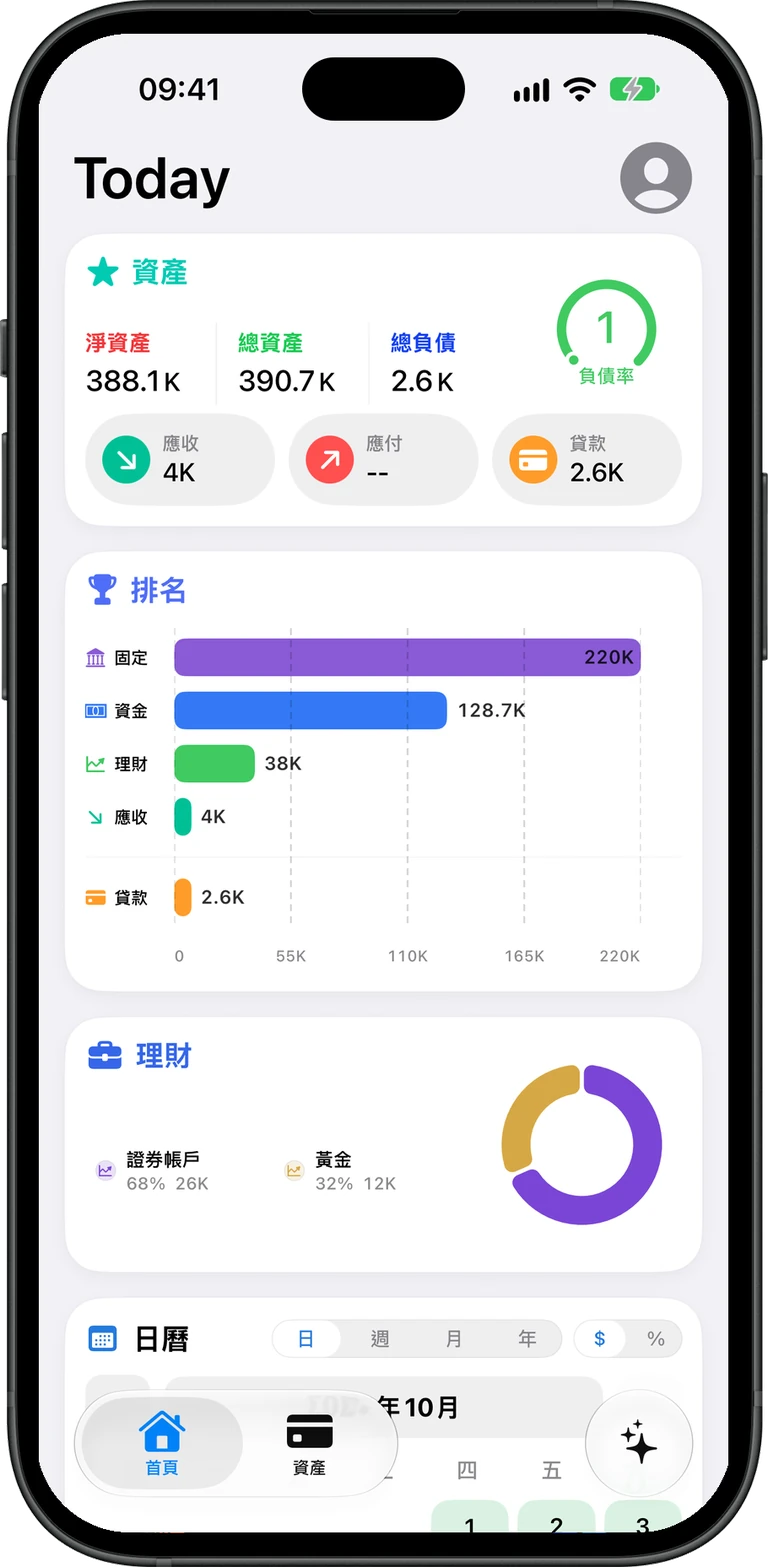 09:41
Today
資產
淨資產 總資產 總負債
388.1K 390.7K 2.6K
1
負債率
應收 應付 貸款
4K -- 2.6K
排名
固定 220K
資金 128.7K
理財 38K
應收 4K
貸款 2.6K
0 55K 110K 165K 220K
理財
證券帳戶 黃金
68% 26K 32% 12K
日曆 日 週 月 年 $ %
年10月
四 五
首頁 資產
1 2 3